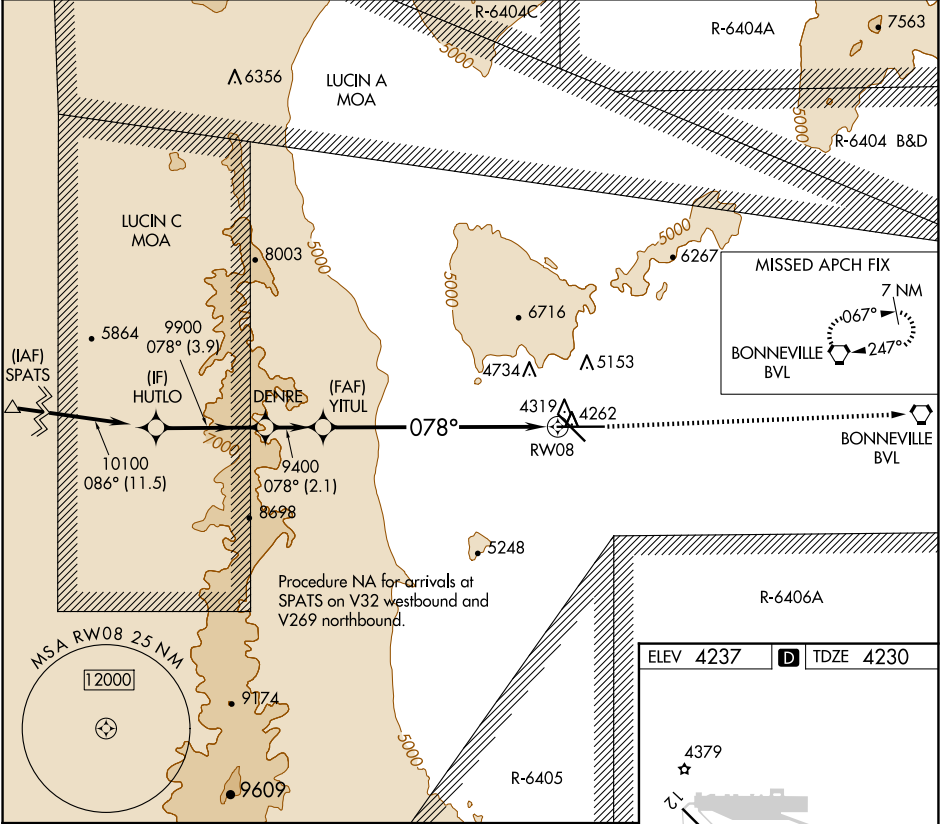 R-6404C
7563
R-6404A
6356
LUCIN A
MOA
5000
5000
R-6404 B&D
LUCIN C
MOA
8003
5000
5000
5000
6267
MISSED APCH FIX
7 NM
067°
247°
BONNEVILLE
BVL
6716
5864
9900
078° (3.9)
4734
5153
(IAF)
SPATS
(IF)
HUTLO
DENRE
(FAF)
YITUL
078°
4319
4262
RW08
BONNEVILLE
BVL
7000
10100
086° (11.5)
9400
078° (2.1)
8698
5248
Procedure NA for arrivals at
SPATS on V32 westbound and
V269 northbound.
R-6406A
MSA RW08 25 NM
12000
ELEV 4237 D TDZE 4230
9174
5000
4379
R-6405
9609
12